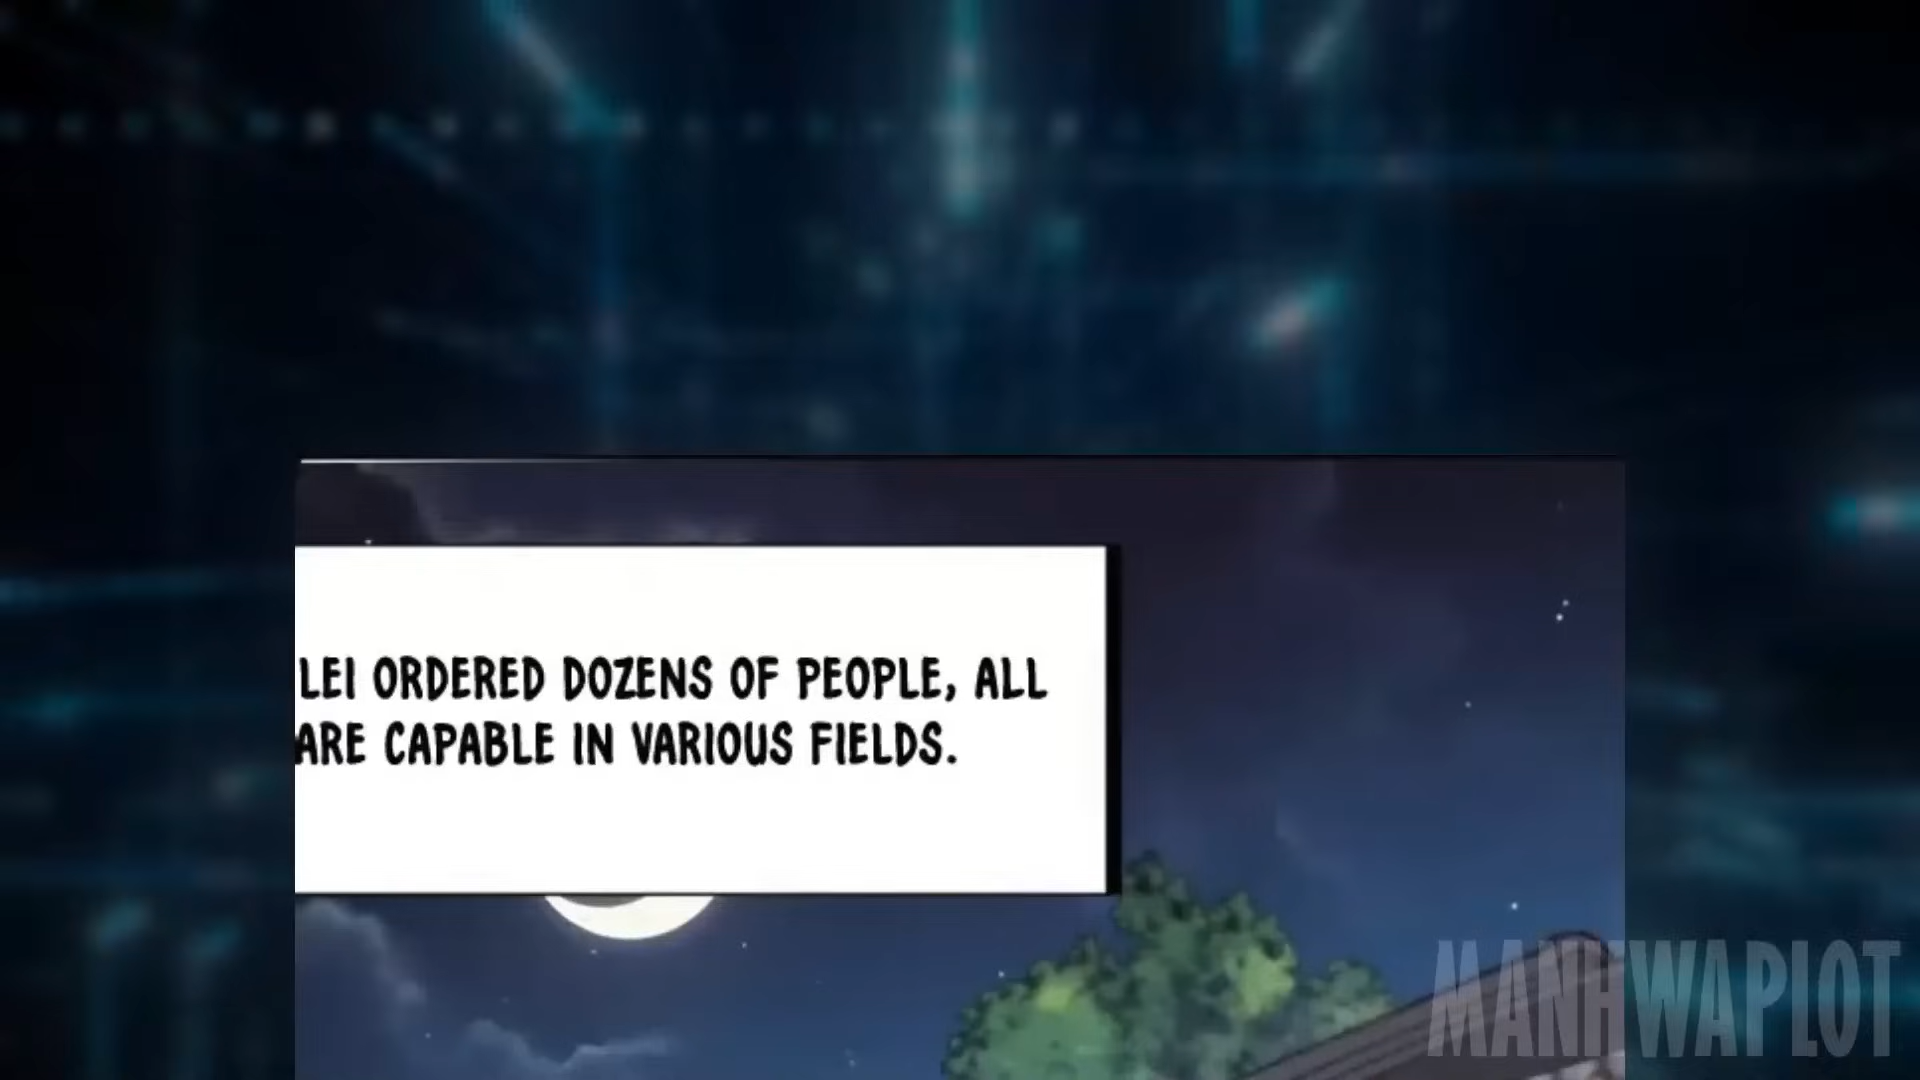 LEI ORDERED DOZENS OF PEOPLE, ALL
ARE CAPABLE IN VARIOUS FIELDS.
MANHWAPLOT